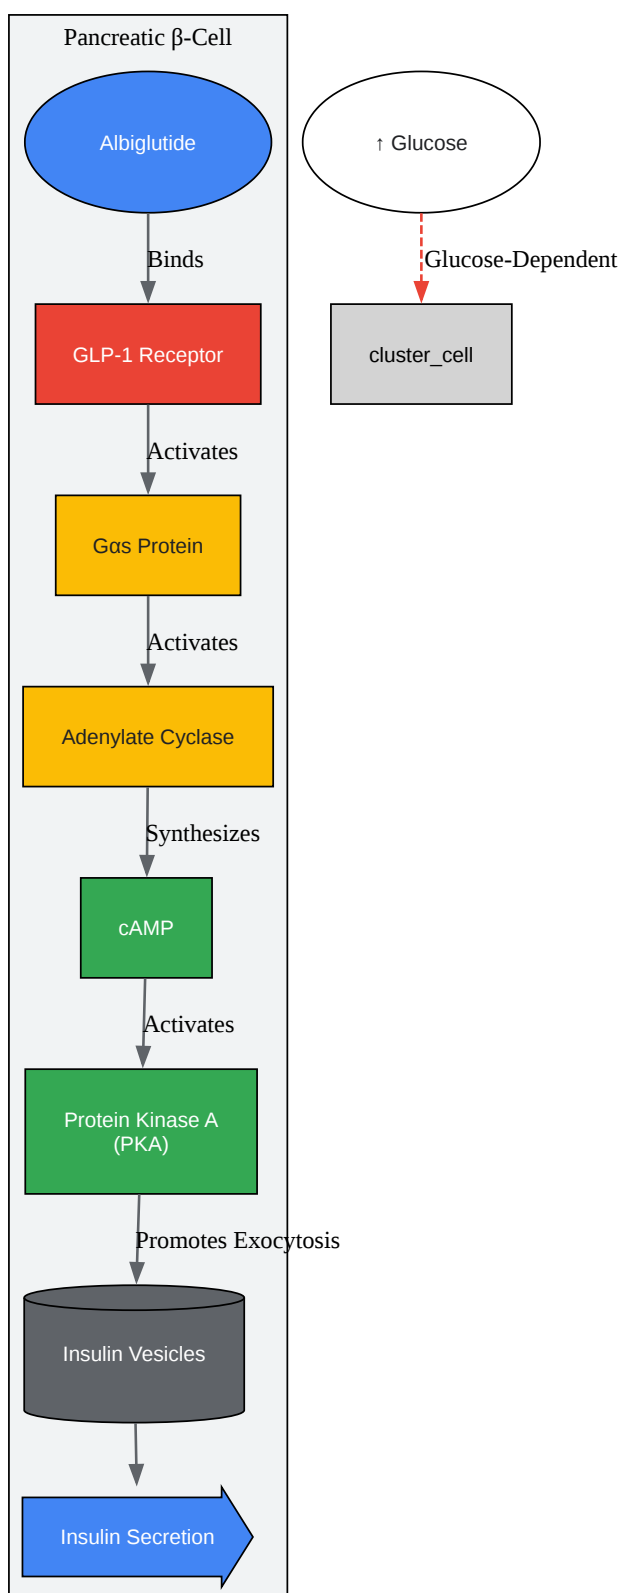 Pancreatic β-Cell
Albiglutide
↑ Glucose
Binds
Glucose-Dependent
GLP-1 Receptor
cluster_cell
Activates
Gαs Protein
Activates
Adenylate Cyclase
Synthesizes
cAMP
Activates
Protein Kinase A
(PKA)
Promotes Exocytosis
Insulin Vesicles
Insulin Secretion